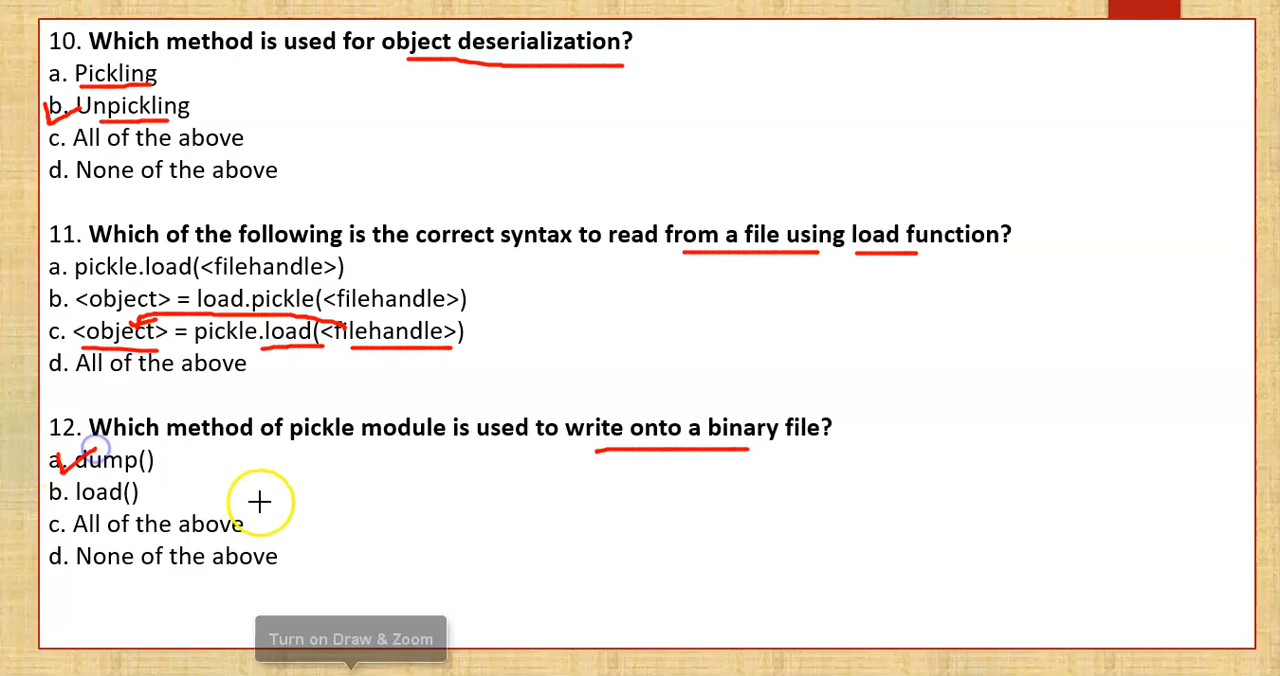 10. Which method is used for object deserialization?
a. Pickling
b. Unpickling
c. All of the above
d. None of the above
11. Which of the following is the correct syntax to read from a file using load function?
a. pickle.load(<filehandle>)
b. <object> = load.pickle(<filehandle>)
c. <object> = pickle.load(<filehandle>)
d. All of the above
12. Which method of pickle module is used to write onto a binary file?
a. dump()
b. load()
c. All of the above
d. None of the above
Turn on Draw & Zoom